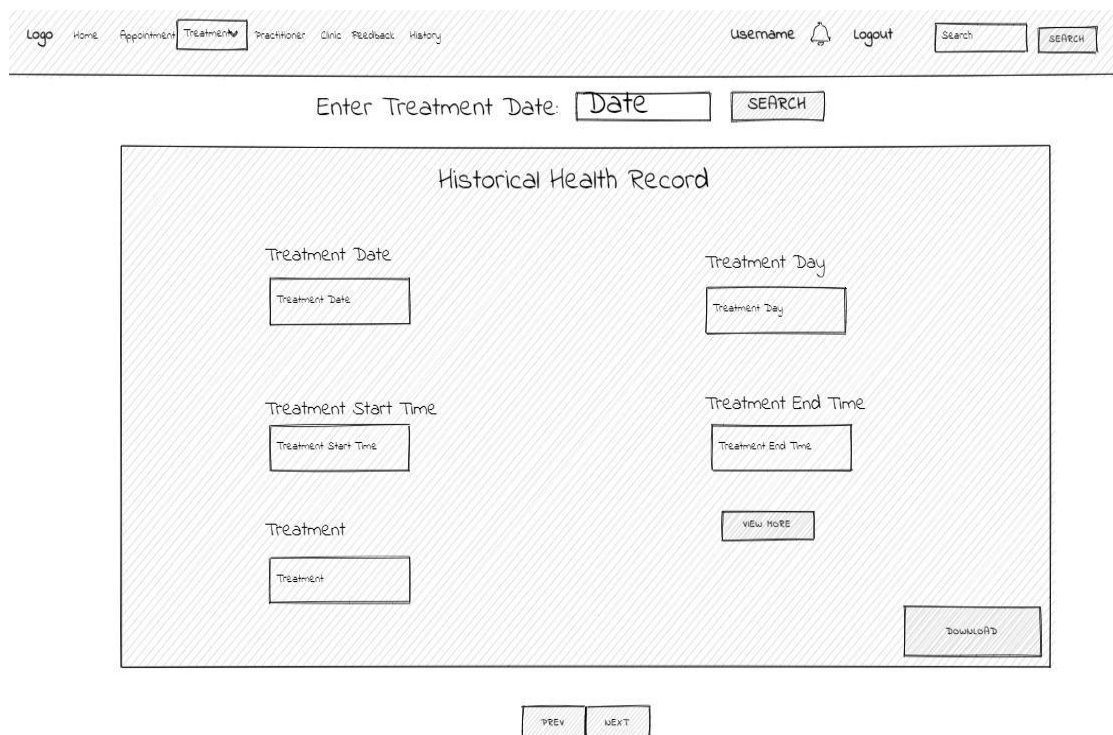 Logo Home Appointment Treatment Practitioner Clinic Feedback History Username Logout Search SEARCH
Enter Treatment Date: Date SEARCH
Historical Health Record
Treatment Date
Treatment Date
Treatment Day
Treatment Day
Treatment Start Time
Treatment Start Time
Treatment End Time
Treatment End Time
Treatment
Treatment
VIEW MORE
DOWNLOAD
PREV NEXT